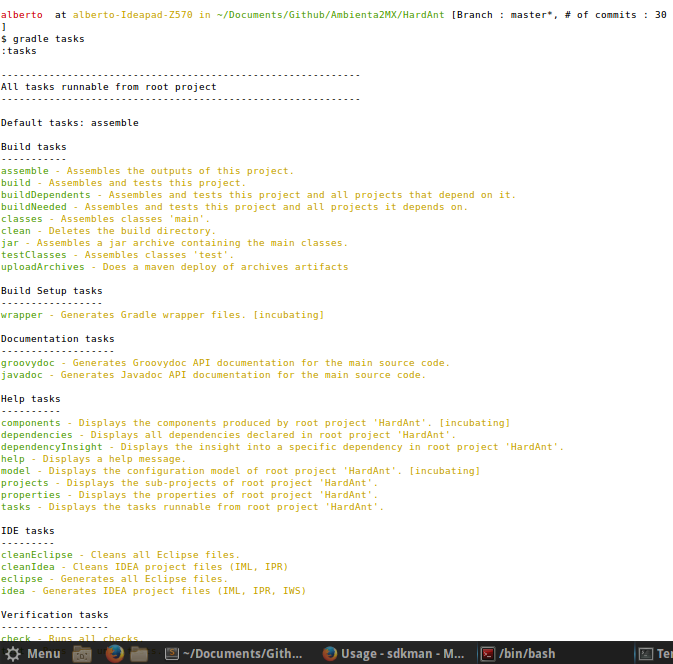 alberto  at alberto-Ideapad-Z570 in ~/Documents/Github/Ambienta2MX/HardAnt [Branch : master*, # of commits : 30
]
$ gradle tasks
:tasks
------------------------------------------------------------
All tasks runnable from root project
------------------------------------------------------------
Default tasks: assemble
Build tasks
-----------
assemble - Assembles the outputs of this project.
build - Assembles and tests this project.
buildDependents - Assembles and tests this project and all projects that depend on it.
buildNeeded - Assembles and tests this project and all projects it depends on.
classes - Assembles classes 'main'.
clean - Deletes the build directory.
jar - Assembles a jar archive containing the main classes.
testClasses - Assembles classes 'test'.
uploadArchives - Does a maven deploy of archives artifacts
Build Setup tasks
-----------------
wrapper - Generates Gradle wrapper files. [incubating]
Documentation tasks
-------------------
groovydoc - Generates Groovydoc API documentation for the main source code.
javadoc - Generates Javadoc API documentation for the main source code.
Help tasks
----------
components - Displays the components produced by root project 'HardAnt'. [incubating]
dependencies - Displays all dependencies declared in root project 'HardAnt'.
dependencyInsight - Displays the insight into a specific dependency in root project 'HardAnt'.
help - Displays a help message.
model - Displays the configuration model of root project 'HardAnt'. [incubating]
projects - Displays the sub-projects of root project 'HardAnt'.
properties - Displays the properties of root project 'HardAnt'.
tasks - Displays the tasks runnable from root project 'HardAnt'.
IDE tasks
---------
cleanEclipse - Cleans all Eclipse files.
cleanIdea - Cleans IDEA project files (IML, IPR)
eclipse - Generates all Eclipse files.
idea - Generates IDEA project files (IML, IPR, IWS)
Verification tasks
------------------
check - Runs all checks.
Menu ~/Documents/Gith... Usage - sdkman - M... /bin/bash Ter